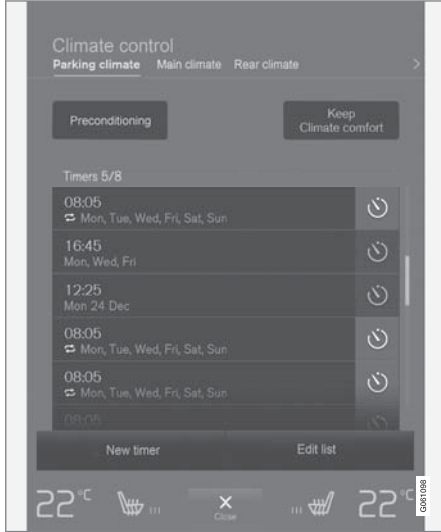 Climate control
Parking climate Main climate Rear climate
Preconditioning
Keep
Climate comfort
Timers 5/8
08:05
Mon, Tue, Wed, Fri, Sat, Sun
16:45
Mon, Wed, Fri
12:25
Mon 24 Dec
08:05
Mon, Tue, Wed, Fri, Sat, Sun
08:05
Mon, Tue, Wed, Fri, Sat, Sun
09:05
New timer Edit list
22°C Close 22°C
G061098